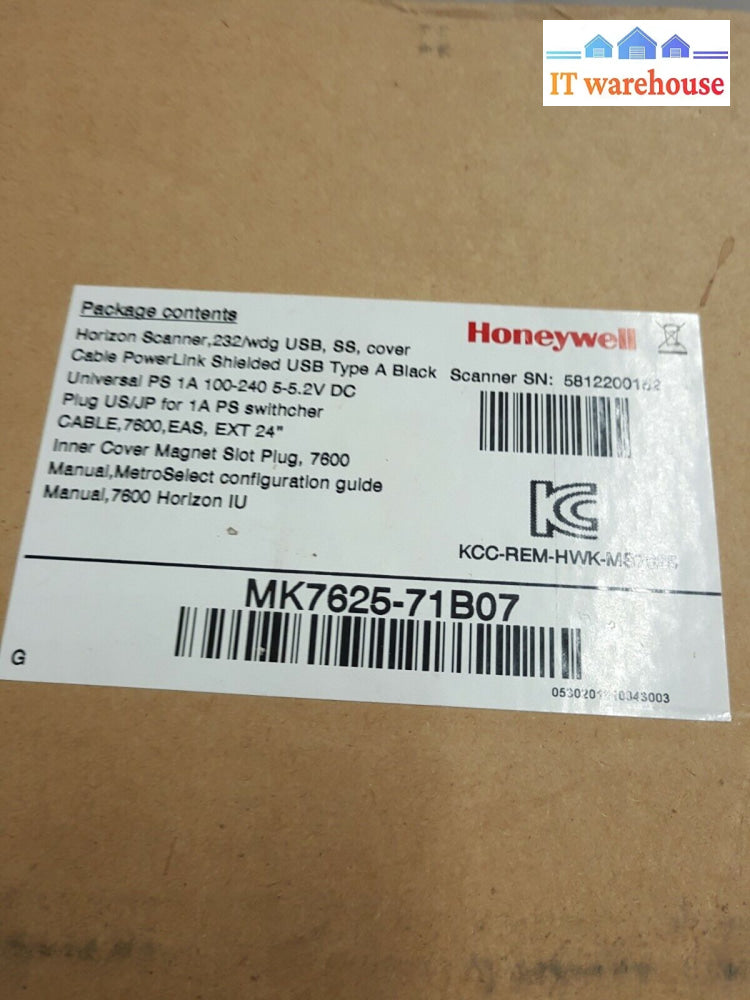 IT warehouse
Package contents
Horizon Scanner,232/wdg USB, SS, cover
Cable PowerLink Shielded USB Type A Black
Universal PS 1A 100-240 5-5.2V DC
Plug US/JP for 1A PS swithcher
CABLE,7600,EAS, EXT 24"
Inner Cover Magnet Slot Plug, 7600
Manual,MetroSelect configuration guide
Manual,7600 Horizon IU
Honeywell
Scanner SN:
KC
MK7625-71B07
G